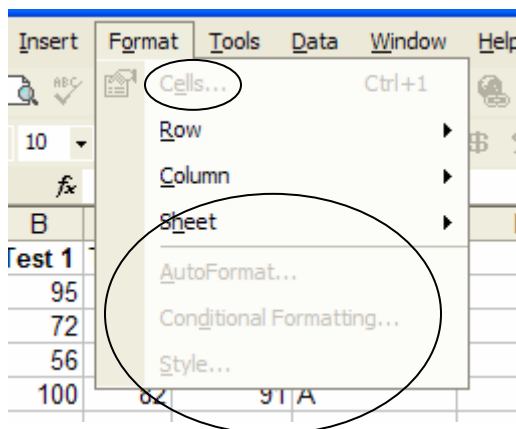 Insert Format Tools Data Window Help
ABC Cells... Ctrl+1
10 Row $
fx Column
B Sheet
Test 1
95 AutoFormat...
72 Conditional Formatting...
56 Style...
100 82 91 A